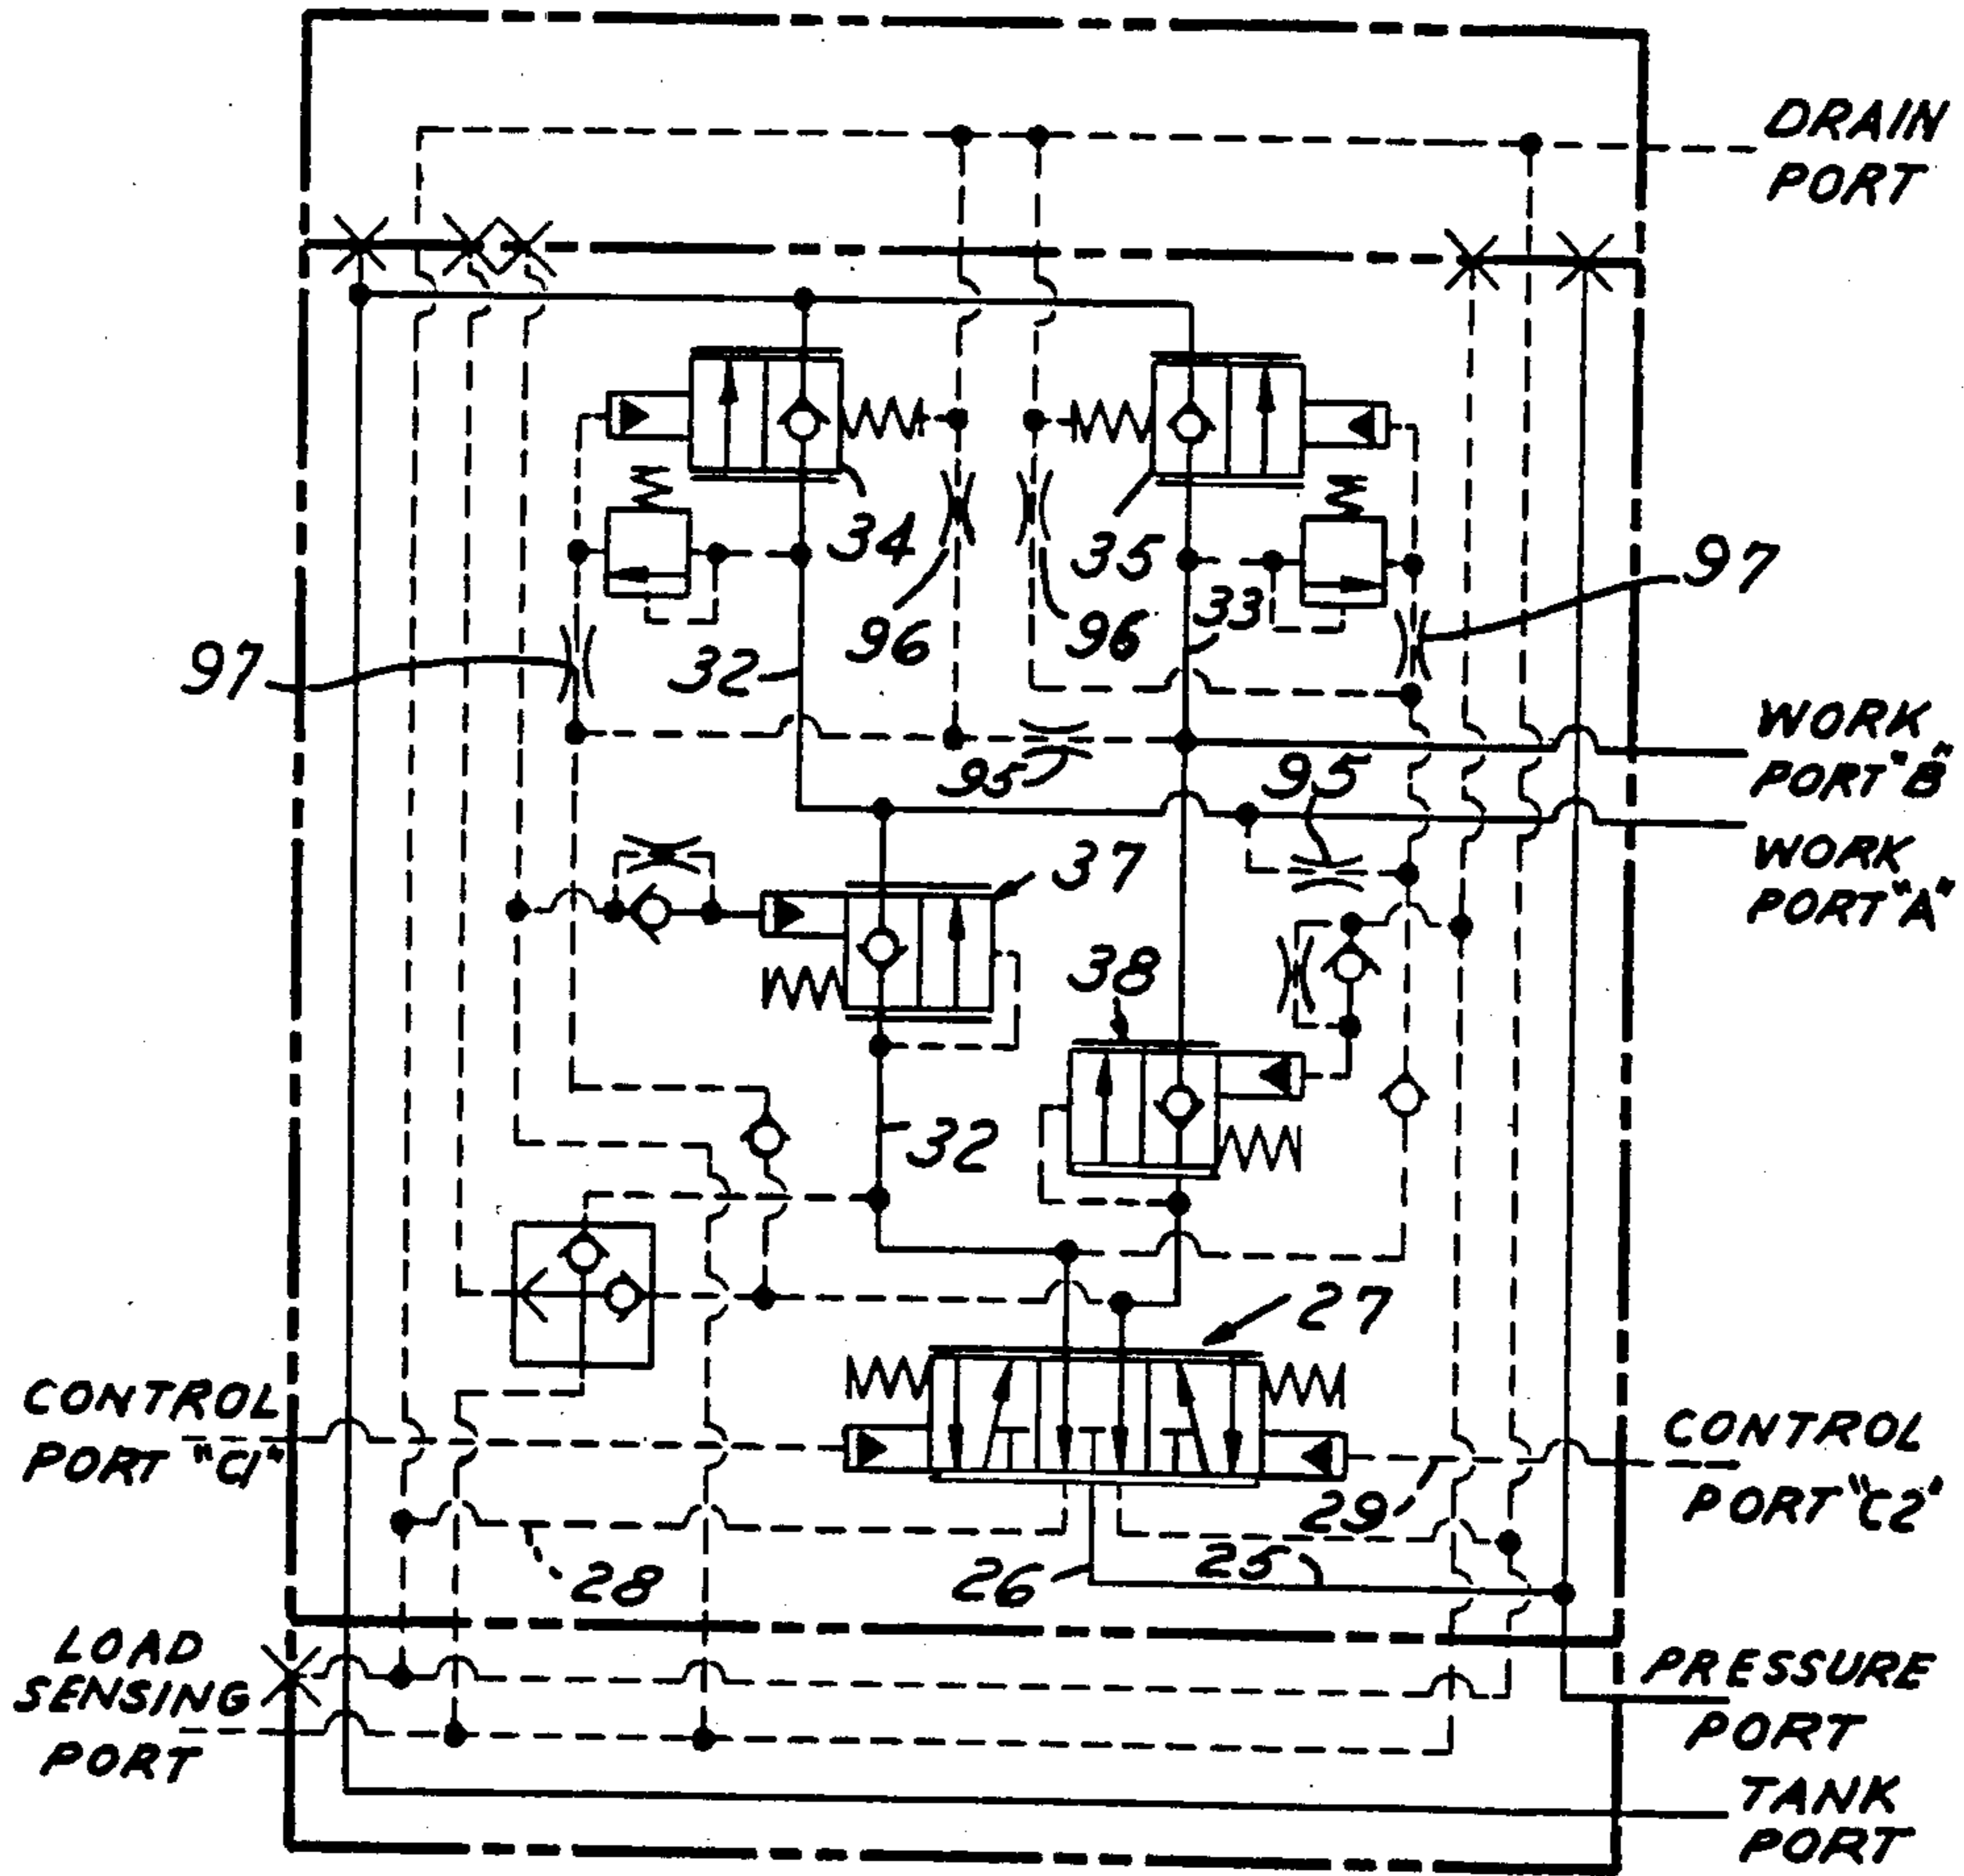 DRAIN
PORT
34
35
96
96
33
97
97
32
WORK
PORT "B"
95
95
WORK
PORT "A"
37
38
32
27
CONTROL
PORT "C1"
CONTROL
PORT "C2"
29
28
26
25
LOAD
SENSING
PORT
PRESSURE
PORT
TANK
PORT